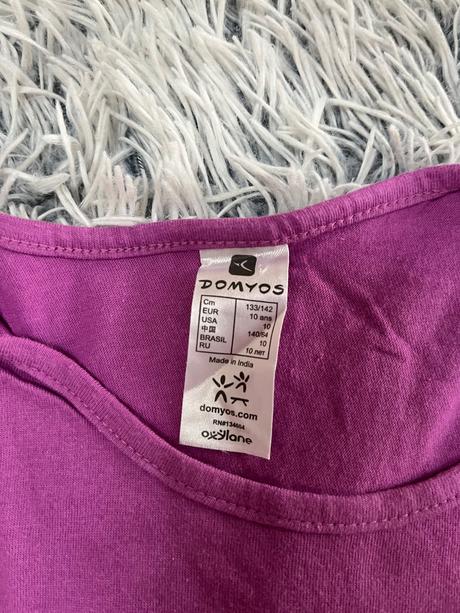 DOMYOS
Cm 133/142
EUR 10 ans
USA 10
中国 140/64
BRASIL 10
RU 10 лет
Made in India
domyos.com
RN#134664
oxylane